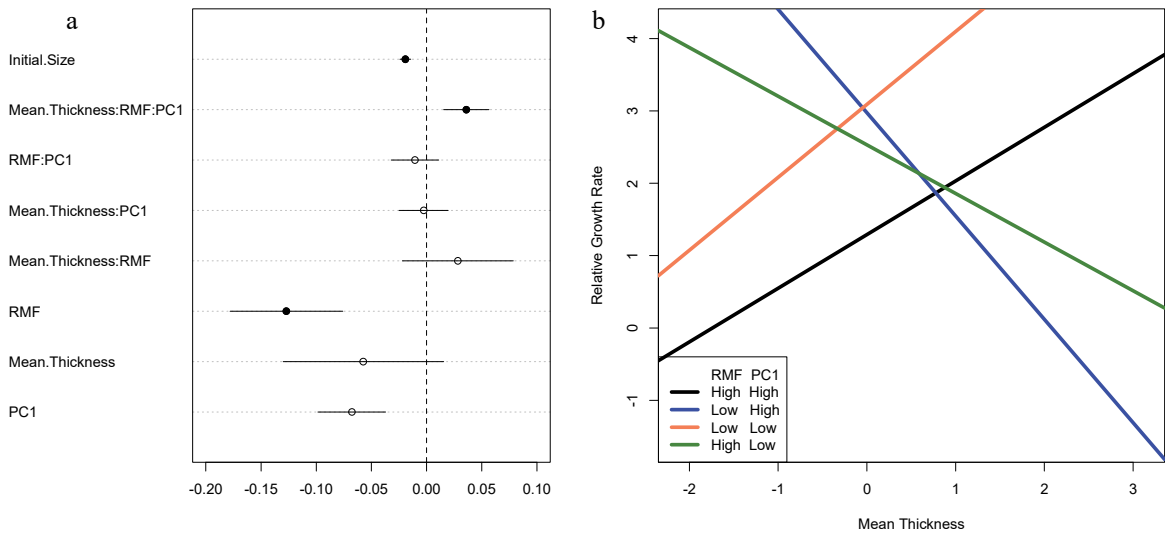 a
Initial.Size
Mean.Thickness:RMF:PC1
RMF:PC1
Mean.Thickness:PC1
Mean.Thickness:RMF
RMF
Mean.Thickness
PC1
-0.20 -0.15 -0.10 -0.05 0.00 0.05 0.10
b
Relative Growth Rate
4
3
2
1
0
-1
RMF PC1
High High
Low High
Low Low
High Low
-2 -1 0 1 2 3
Mean Thickness